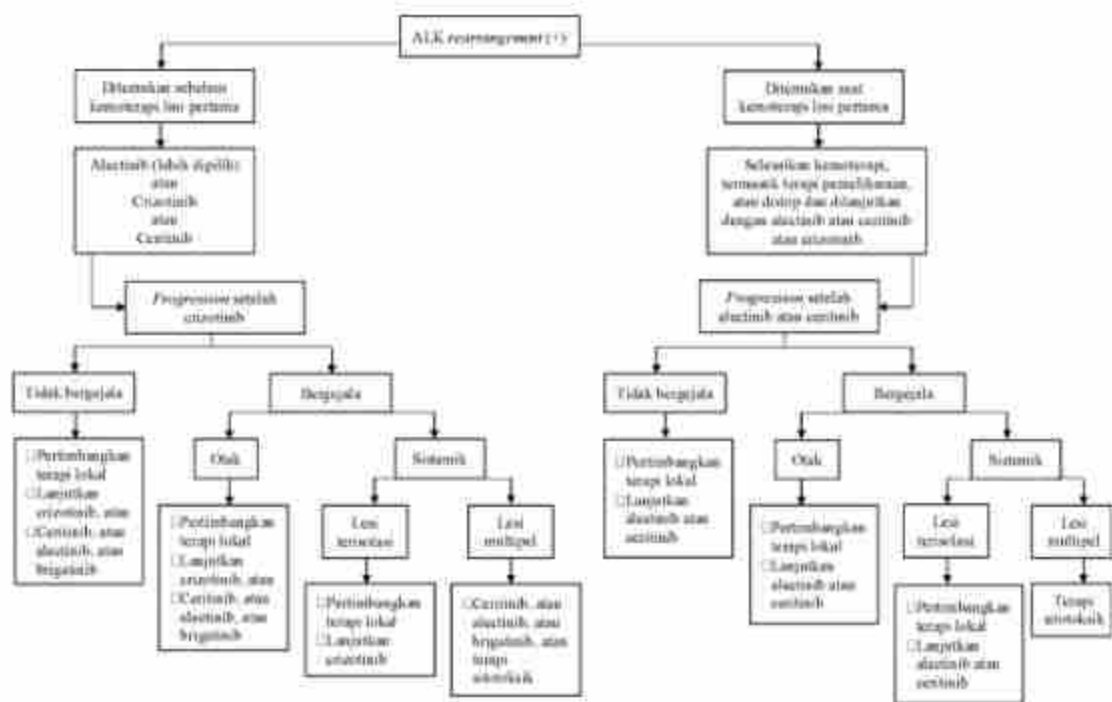 ALK rearrangement (+)
Ditemukan sebelum
kemoterapi lini pertama
Ditemukan saat
kemoterapi lini pertama
Alectinib (lebih dipilih)
atau
Crizotinib
atau
Ceritinib
Selesaikan kemoterapi,
termasuk terapi pemeliharaan,
atau distop dan dilanjutkan
dengan alectinib atau ceritinib
atau crizotinib
Progression setelah
crizotinib
Progression setelah
alectinib atau ceritinib
Tidak bergejala
Bergejala
Tidak bergejala
Bergejala
□Pertimbangkan
terapi lokal
□Lanjutkan
crizotinib, atau
□Ceritinib, atau
alectinib, atau
brigatinib
Otak
Sistemik
□Pertimbangkan
terapi lokal
□Lanjutkan
crizotinib, atau
□Ceritinib, atau
alectinib, atau
brigatinib
Lesi
terisolasi
Lesi
multipel
□Pertimbangkan
terapi lokal
□Lanjutkan
crizotinib
□Ceritinib, atau
alectinib, atau
brigatinib, atau
terapi
sitotoksik
□Pertimbangkan
terapi lokal
□Lanjutkan
alectinib atau
ceritinib
Otak
Sistemik
□Pertimbangkan
terapi lokal
□Lanjutkan
alectinib atau
ceritinib
Lesi
terisolasi
Lesi
multipel
□Pertimbangkan
terapi lokal
□Lanjutkan
alectinib atau
ceritinib
Terapi
sitotoksik